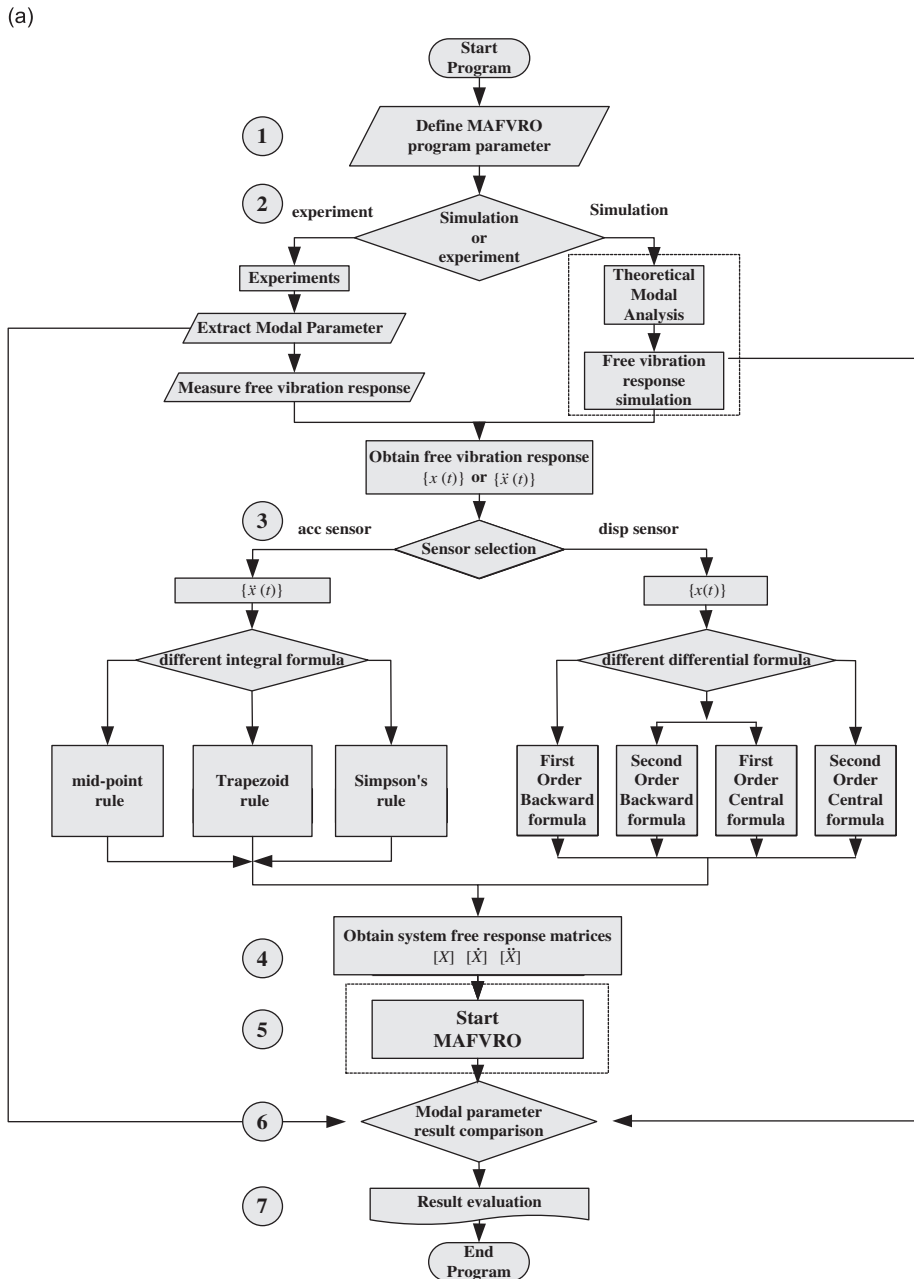 (a)
Start
Program
1
Define MAFVRO
program parameter
2
experiment
Simulation
Simulation
or
experiment
Experiments
Theoretical
Modal
Analysis
Extract Modal Parameter
Free vibration
response
simulation
Measure free vibration response
Obtain free vibration response
{x (t)} or {ẍ (t)}
3
acc sensor
disp sensor
Sensor selection
{ẍ (t)}
{x(t)}
different integral formula
different differential formula
mid-point
rule
Trapezoid
rule
Simpson's
rule
First
Order
Backward
formula
Second
Order
Backward
formula
First
Order
Central
formula
Second
Order
Central
formula
4
Obtain system free response matrices
[X] [Ẋ] [Ẍ]
5
Start
MAFVRO
6
Modal parameter
result comparison
7
Result evaluation
End
Program